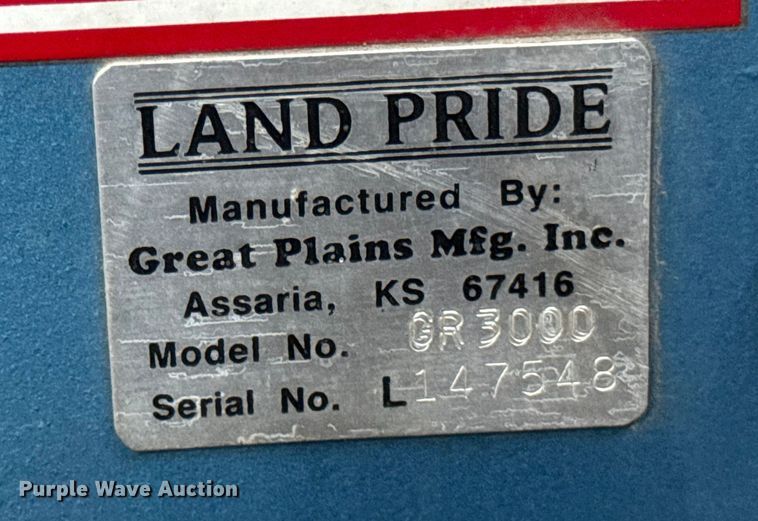 LAND PRIDE
Manufactured By:
Great Plains Mfg. Inc.
Assaria, KS 67416
Model No. GR3000
Serial No. L147548
Purple Wave Auction